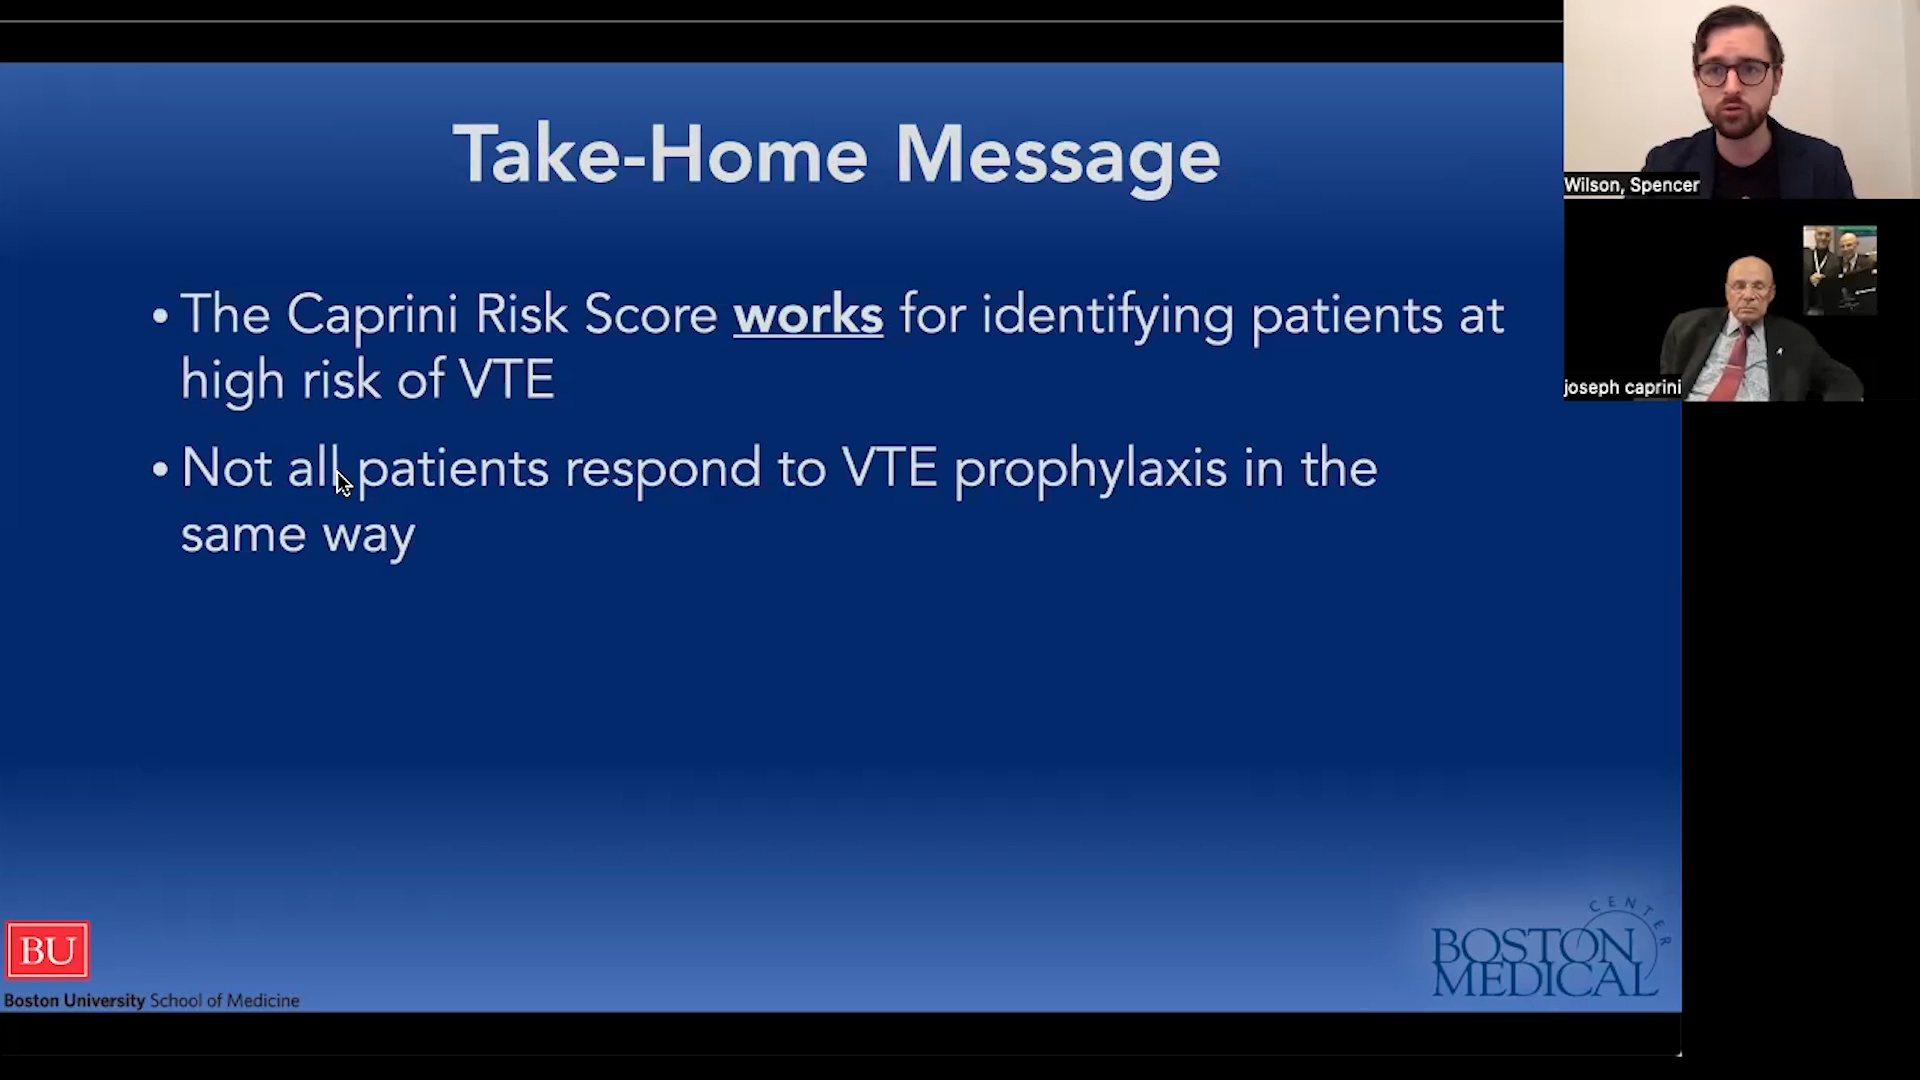 Take-Home Message
• The Caprini Risk Score works for identifying patients at
high risk of VTE
• Not all patients respond to VTE prophylaxis in the
same way
Wilson, Spencer
joseph caprini
BU
Boston University School of Medicine
BOSTON
MEDICAL
CENTER